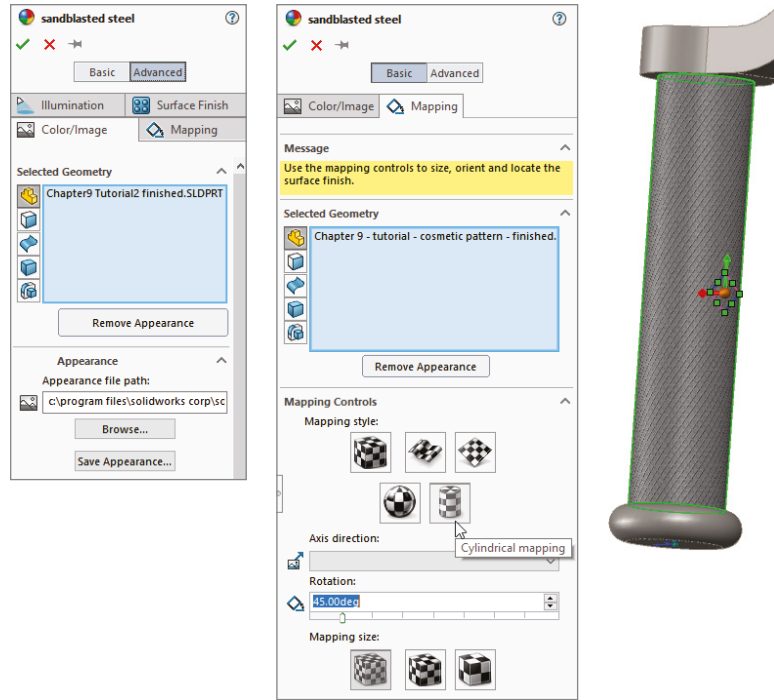 sandblasted steel
?
Basic
Advanced
Illumination
Surface Finish
Color/Image
Mapping
Selected Geometry
Chapter9 Tutorial2 finished.SLDPRT
Remove Appearance
Appearance
Appearance file path:
c:\program files\solidworks corp\sc
Browse...
Save Appearance...
sandblasted steel
?
Basic
Advanced
Color/Image
Mapping
Message
Use the mapping controls to size, orient and locate the
surface finish.
Selected Geometry
Chapter 9 - tutorial - cosmetic pattern - finished.
Remove Appearance
Mapping Controls
Mapping style:
Cylindrical mapping
Axis direction:
Rotation:
45.00deg
Mapping size: